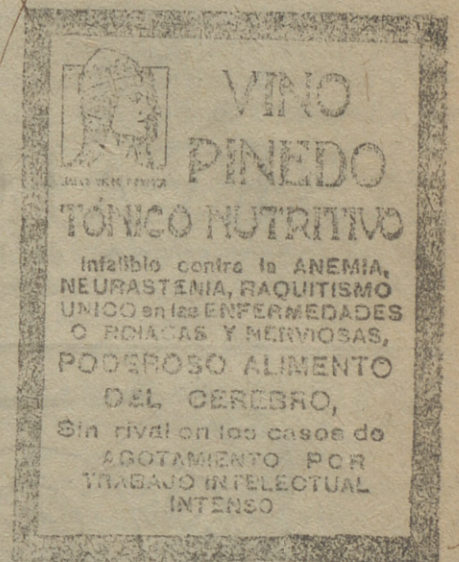 VINO
PINEDO
TÓNICO NUTRITIVO
Infalible contra la ANEMIA,
NEURASTENIA, RAQUITISMO
UNICO en las ENFERMEDADES
C RDIACAS Y NERVIOSAS,
PODEROSO ALIMENTO
DEL CEREBRO,
Sin rival en los casos de
AGOTAMIENTO POR
TRABAJO INTELECTUAL
INTENSO